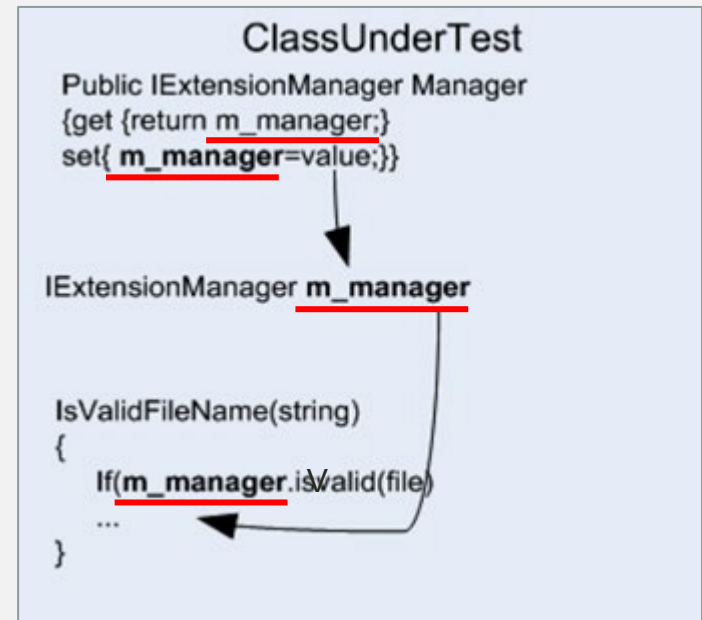 ClassUnderTest
Public IExtensionManager Manager
{get {return m_manager;}
set{ m_manager=value;}}
IExtensionManager m_manager
IsValidFileName(string)
{
If(m_manager.isValid(file)
...
}